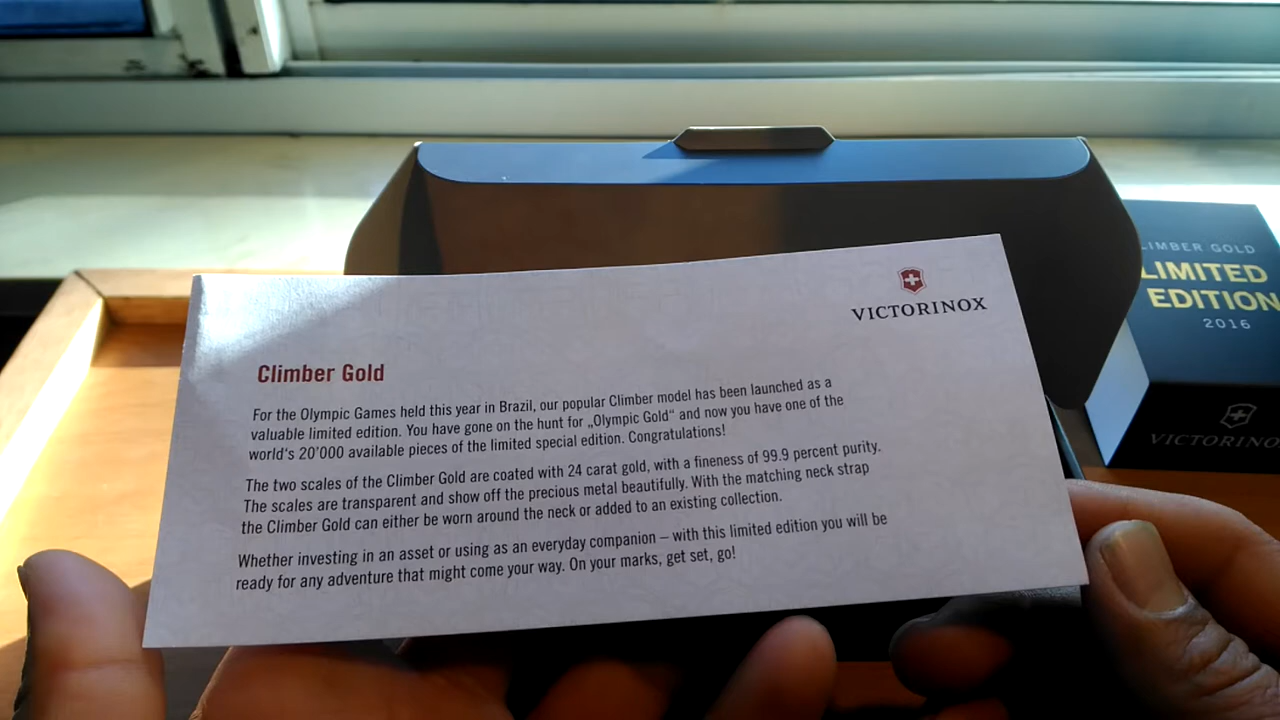 VICTORINOX
Climber Gold
For the Olympic Games held this year in Brazil, our popular Climber model has been launched as a
valuable limited edition. You have gone on the hunt for „Olympic Gold“ and now you have one of the
world's 20'000 available pieces of the limited special edition. Congratulations!
The two scales of the Climber Gold are coated with 24 carat gold, with a fineness of 99.9 percent purity.
The scales are transparent and show off the precious metal beautifully. With the matching neck strap
the Climber Gold can either be worn around the neck or added to an existing collection.
Whether investing in an asset or using as an everyday companion – with this limited edition you will be
ready for any adventure that might come your way. On your marks, get set, go!
LIMBER GOLD
LIMITED
EDITION
2016
VICTORINO